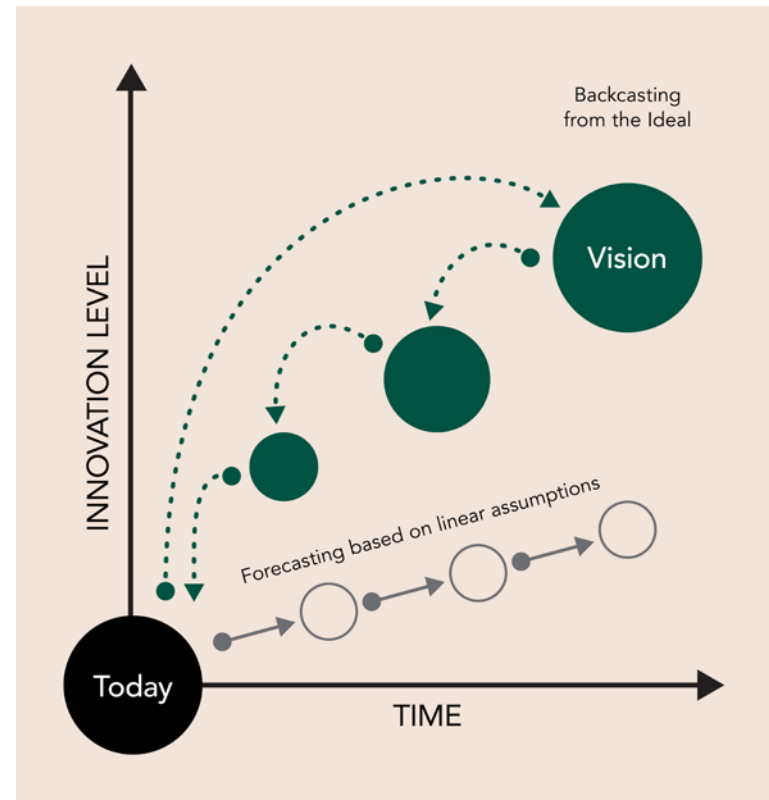 Backcasting
from the Ideal
Vision
INNOVATION LEVEL
Forecasting based on linear assumptions
Today
TIME